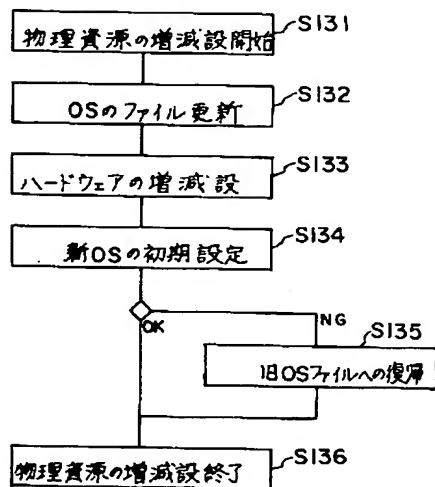 S131
物理資源の増減設開始
S132
OSのファイル更新
S133
ハードウェアの増減設
S134
新OSの初期設定
OK
NG
S135
旧OSファイルへの復帰
S136
物理資源の増減設終了